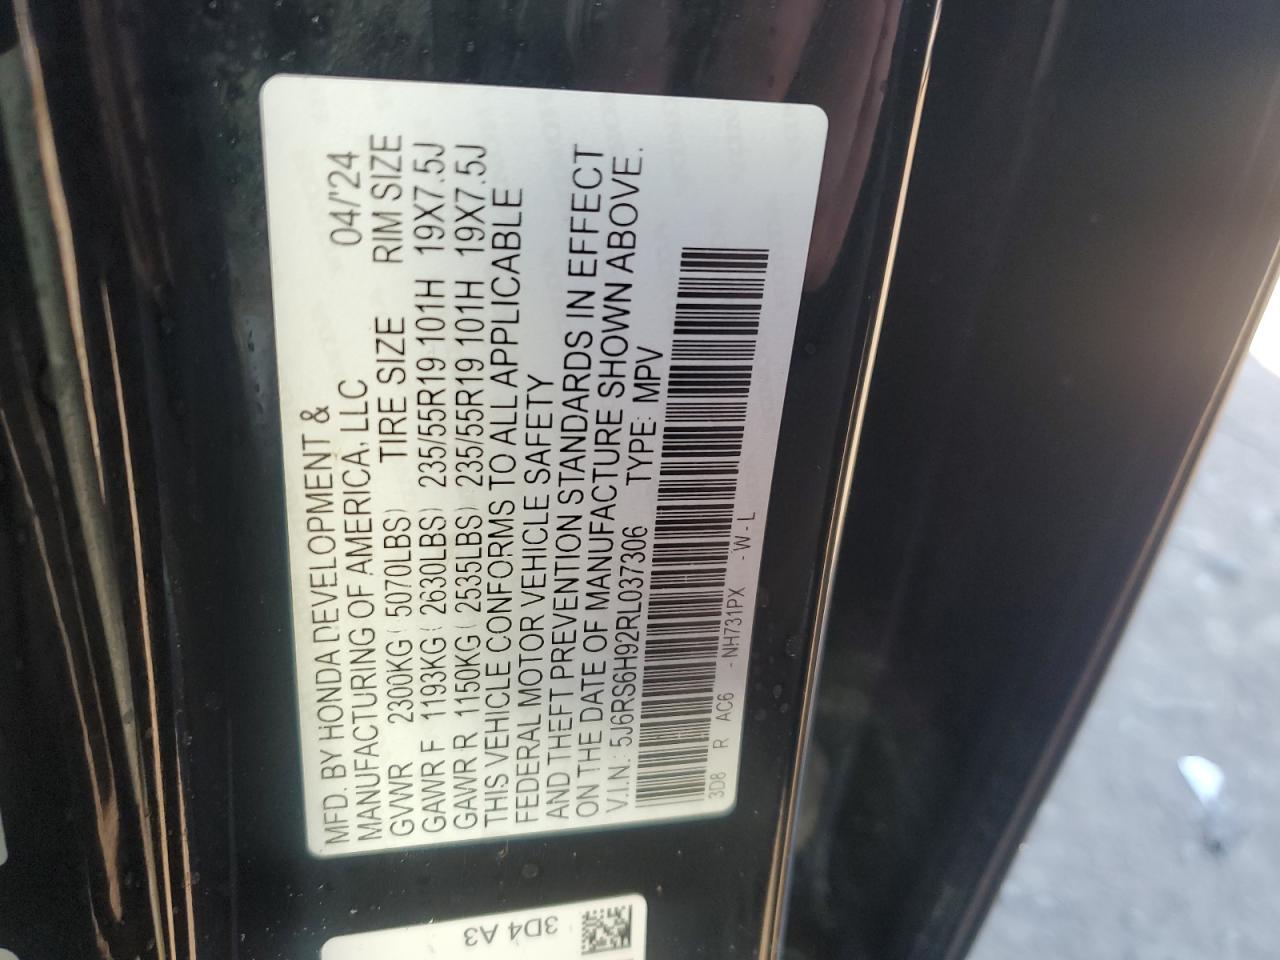 MFD. BY HONDA DEVELOPMENT &
MANUFACTURING OF AMERICA, LLC 04/'24
GVWR 2300KG (5070LBS) TIRE SIZE RIM SIZE
GAWR F 1193KG (2630LBS) 235/55R19 101H 19X7.5J
GAWR R 1150KG (2535LBS) 235/55R19 101H 19X7.5J
THIS VEHICLE CONFORMS TO ALL APPLICABLE
FEDERAL MOTOR VEHICLE SAFETY
AND THEFT PREVENTION STANDARDS IN EFFECT
ON THE DATE OF MANUFACTURE SHOWN ABOVE.
V.I.N.: 5J6RS6H92RL037306 TYPE: MPV
3D8 R AC6 - NH731PX W - L
3D4 A3